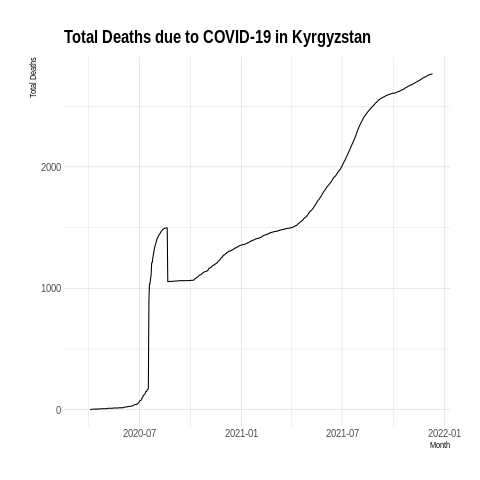 Total Deaths due to COVID-19 in Kyrgyzstan
Total Deaths
2000
1000
0
2020-07 2021-01 2021-07 2022-01
Month